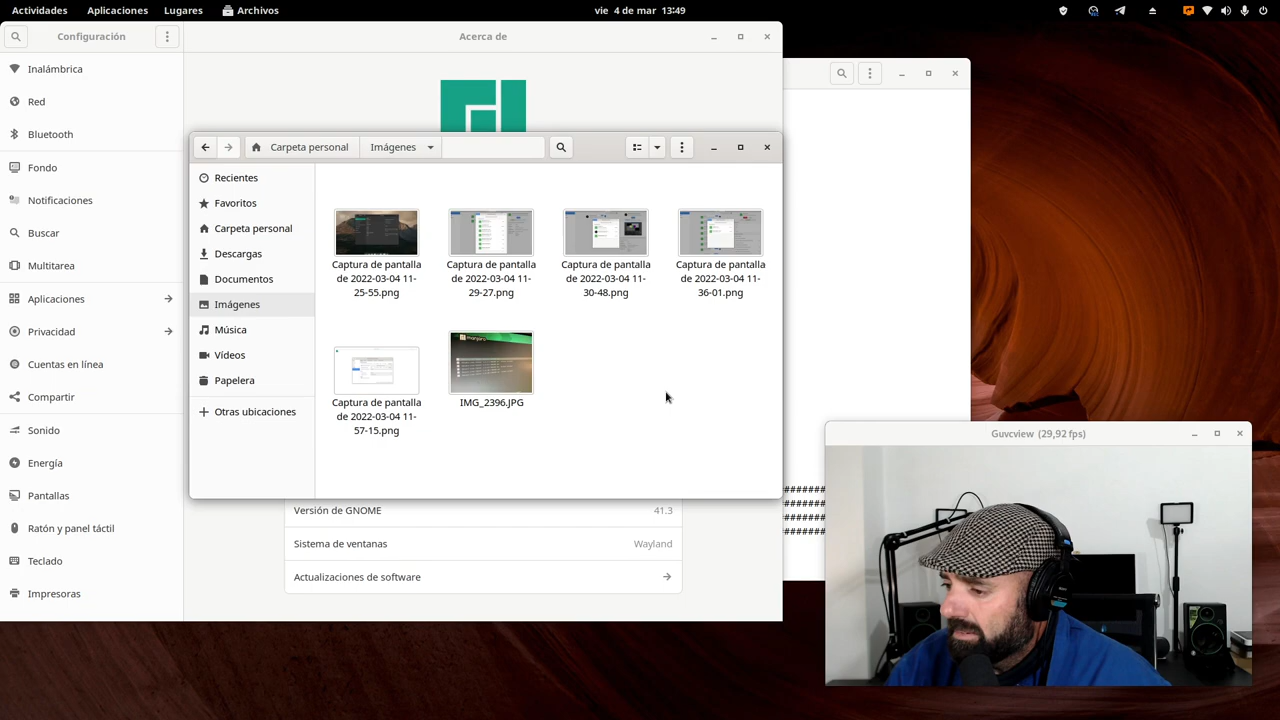 Actividades
Aplicaciones
Lugares
Archivos
vie 4 de mar 13:49
Configuración
Acerca de
Inalámbrica
Red
Bluetooth
Fondo
Notificaciones
Buscar
Multitarea
Aplicaciones
Privacidad
Cuentas en línea
Compartir
Sonido
Energía
Pantallas
Ratón y panel táctil
Teclado
Impresoras
Carpeta personal
Imágenes
Recientes
Favoritos
Carpeta personal
Descargas
Documentos
Imágenes
Música
Vídeos
Papelera
Otras ubicaciones
Captura de pantalla
de 2022-03-04 11-
25-55.png
Captura de pantalla
de 2022-03-04 11-
29-27.png
Captura de pantalla
de 2022-03-04 11-
30-48.png
Captura de pantalla
de 2022-03-04 11-
36-01.png
Captura de pantalla
de 2022-03-04 11-
57-15.png
manjaro
IMG_2396.JPG
Versión de GNOME
41.3
Sistema de ventanas
Wayland
Actualizaciones de software
#######
#######
#######
#######
Guvcview (29,92 fps)